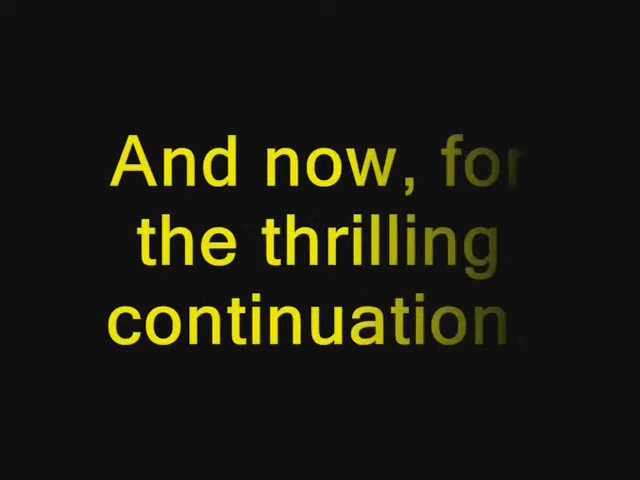 And now, for
the thrilling
continuation.